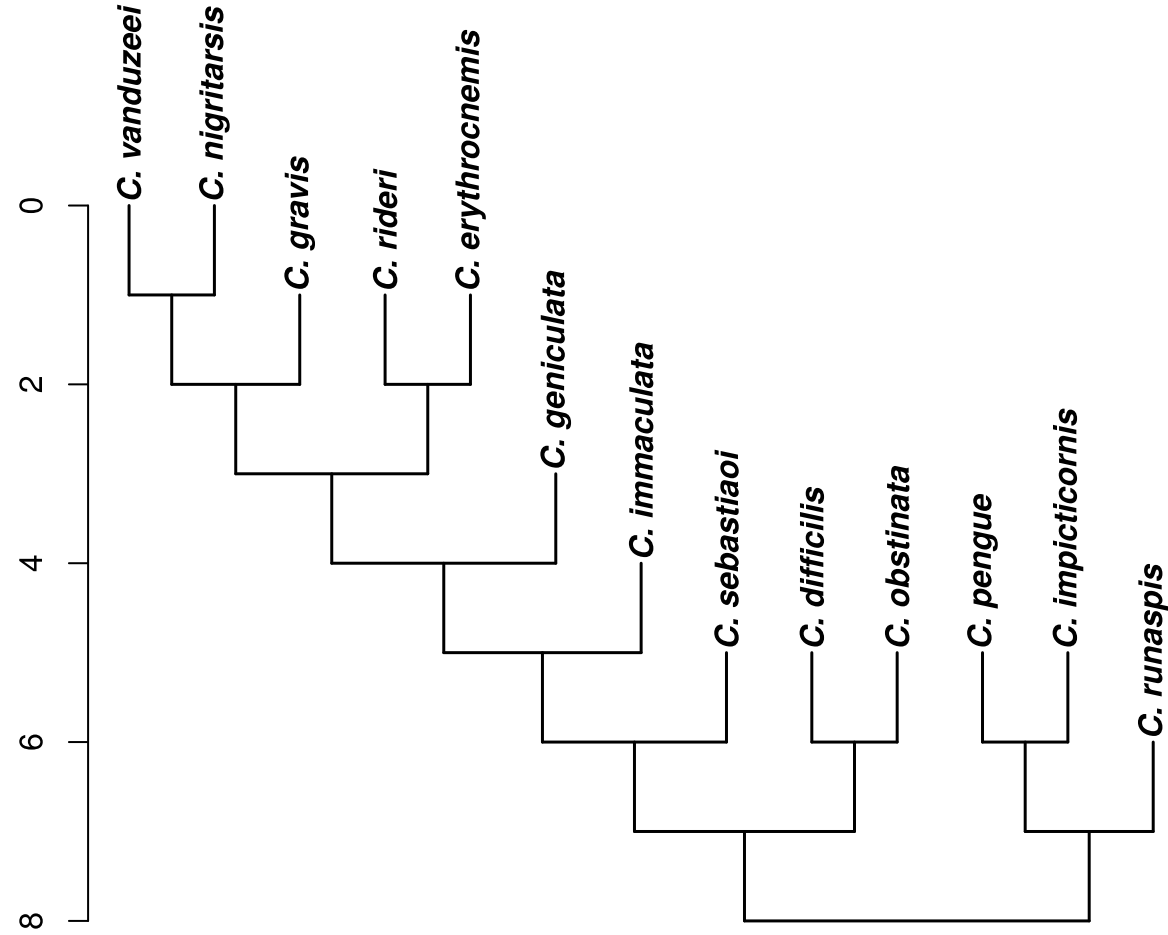 C. vanduzeei
C. nigritarsis
C. gravis
C. rideri
C. erythrocnemis
C. geniculata
C. immaculata
C. sebastiaoi
C. difficilis
C. obstinata
C. pengue
C. impicticornis
C. runaspis
0
2
4
6
8